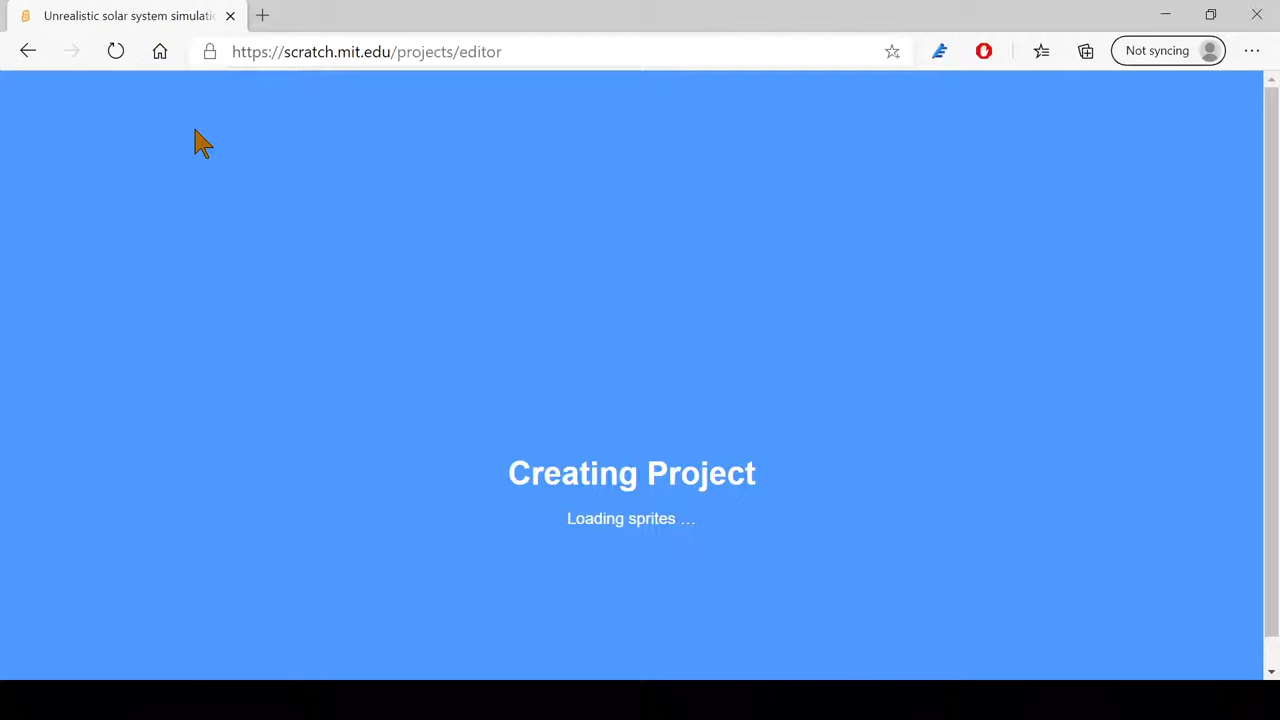 Unrealistic solar system simulati
https://scratch.mit.edu/projects/editor
Not syncing
Creating Project
Loading sprites …